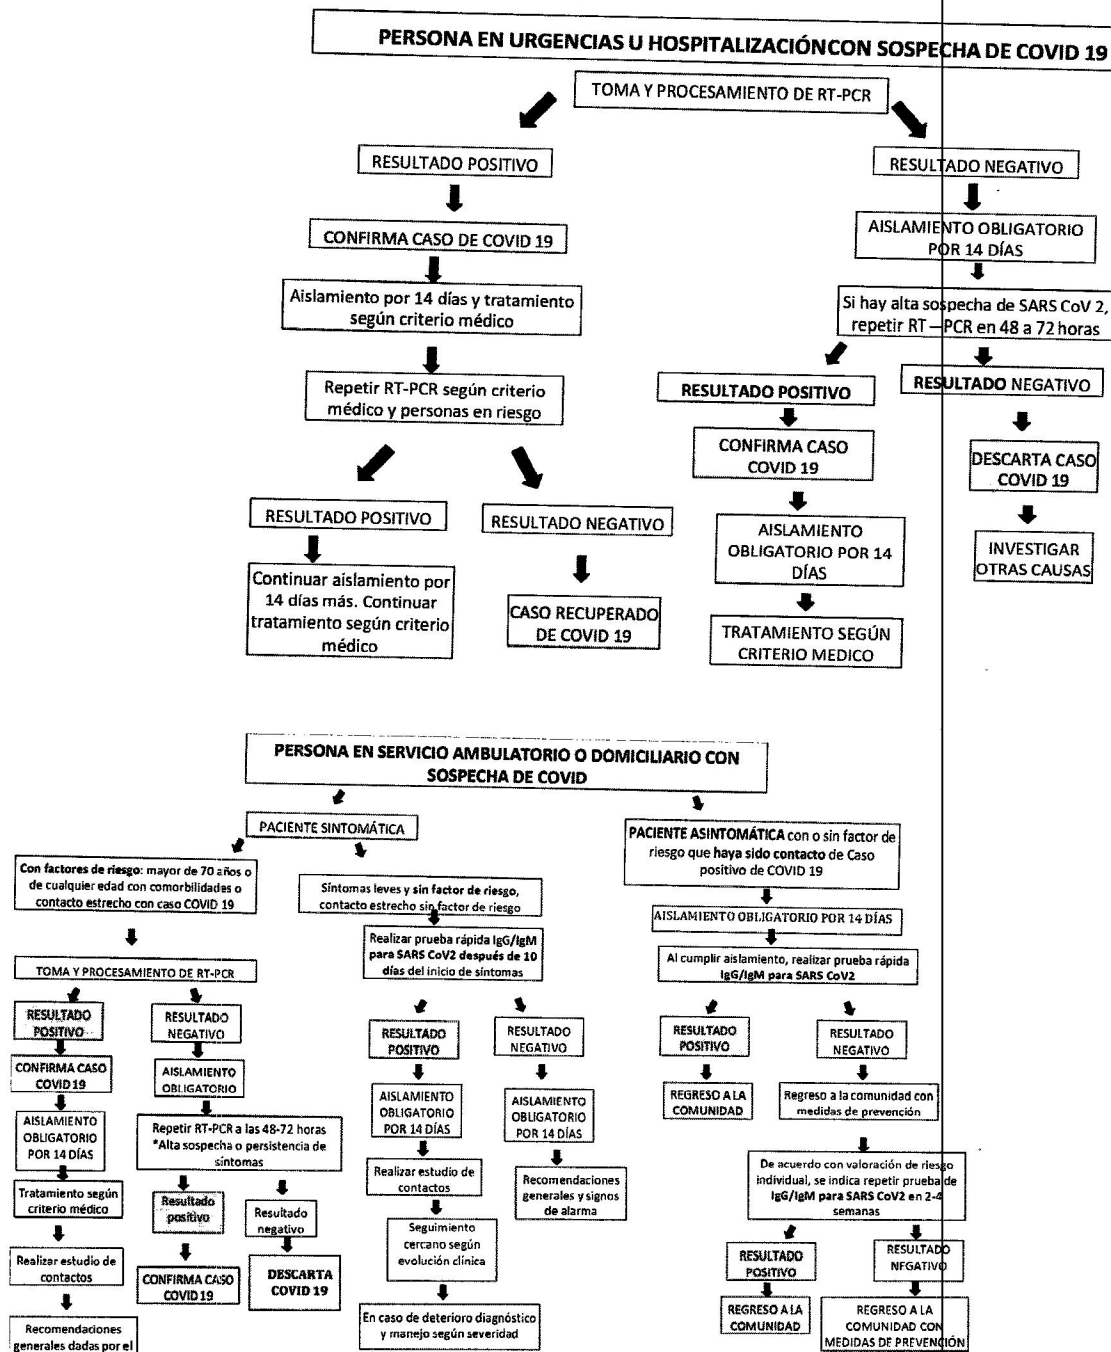 PERSONA EN URGENCIAS U HOSPITALIZACIÓNCON SOSPECHA DE COVID 19
TOMA Y PROCESAMIENTO DE RT-PCR
RESULTADO POSITIVO
CONFIRMA CASO DE COVID 19
Aislamiento por 14 días y tratamiento
según criterio médico
Repetir RT-PCR según criterio
médico y personas en riesgo
RESULTADO POSITIVO
Continuar aislamiento por
14 días más. Continuar
tratamiento según criterio
médico
RESULTADO NEGATIVO
CASO RECUPERADO
DE COVID 19
RESULTADO NEGATIVO
AISLAMIENTO OBLIGATORIO
POR 14 DÍAS
Si hay alta sospecha de SARS CoV 2,
repetir RT—PCR en 48 a 72 horas
RESULTADO POSITIVO
CONFIRMA CASO
COVID 19
AISLAMIENTO
OBLIGATORIO POR 14
DÍAS
TRATAMIENTO SEGÚN
CRITERIO MEDICO
RESULTADO NEGATIVO
DESCARTA CASO
COVID 19
INVESTIGAR
OTRAS CAUSAS
PERSONA EN SERVICIO AMBULATORIO O DOMICILIARIO CON
SOSPECHA DE COVID
PACIENTE SINTOMÁTICA
Con factores de riesgo: mayor de 70 años o
de cualquier edad con comorbilidades o
contacto estrecho con caso COVID 19
TOMA Y PROCESAMIENTO DE RT-PCR
RESULTADO
POSITIVO
CONFIRMA CASO
COVID 19
AISLAMIENTO
OBLIGATORIO
POR 14 DÍAS
Tratamiento según
criterio médico
Realizar estudio de
contactos
Recomendaciones
generales dadas por el
RESULTADO
NEGATIVO
AISLAMIENTO
OBLIGATORIO
Repetir RT-PCR a las 48-72 horas
*Alta sospecha o persistencia de
síntomas
Resultado
positivo
CONFIRMA CASO
COVID 19
Resultado
negativo
DESCARTA
COVID 19
Síntomas leves y sin factor de riesgo,
contacto estrecho sin factor de riesgo
Realizar prueba rápida IgG/IgM
para SARS CoV2 después de 10
días del inicio de síntomas
RESULTADO
POSITIVO
AISLAMIENTO
OBLIGATORIO
POR 14 DÍAS
Realizar estudio de
contactos
Seguimiento
cercano según
evolución clínica
En caso de deterioro diagnóstico
y manejo según severidad
RESULTADO
NEGATIVO
AISLAMIENTO
OBLIGATORIO
POR 14 DÍAS
Recomendaciones
generales y signos
de alarma
PACIENTE ASINTOMÁTICA con o sin factor de
riesgo que haya sido contacto de Caso
positivo de COVID 19
AISLAMIENTO OBLIGATORIO POR 14 DÍAS
Al cumplir aislamiento, realizar prueba rápida
IgG/IgM para SARS CoV2
RESULTADO
POSITIVO
REGRESO A LA
COMUNIDAD
RESULTADO
NEGATIVO
Regreso a la comunidad con
medidas de prevención
De acuerdo con valoración de riesgo
individual, se indica repetir prueba de
IgG/IgM para SARS CoV2 en 2-4
semanas
RESULTADO
POSITIVO
REGRESO A LA
COMUNIDAD
RESULTADO
NEGATIVO
REGRESO A LA
COMUNIDAD CON
MEDIDAS DE PREVENCIÓN